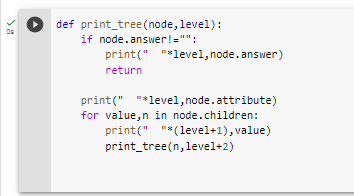 0s
def print_tree(node,level):
    if node.answer!="":
        print("  "*level,node.answer)
        return

    print("  "*level,node.attribute)
    for value,n in node.children:
        print("  "*(level+1),value)
        print_tree(n,level+2)